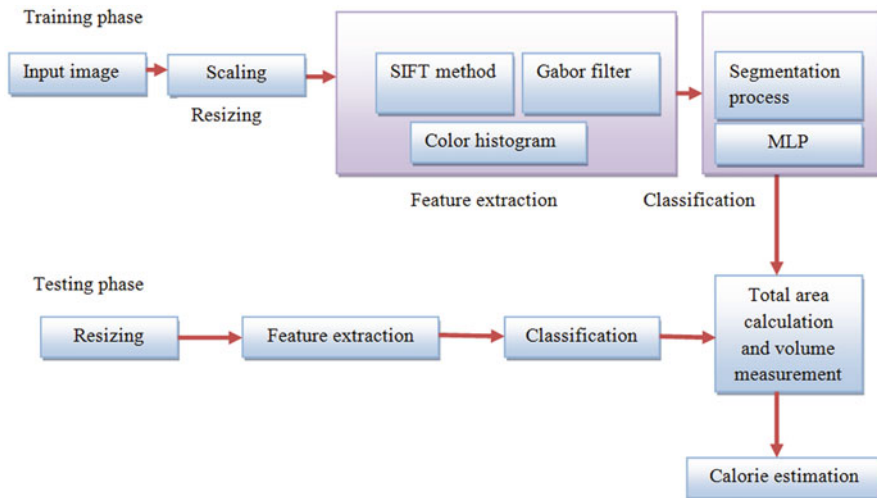 Training phase
Input image
Scaling
Resizing
SIFT method
Gabor filter
Color histogram
Feature extraction
Segmentation
process
MLP
Classification
Testing phase
Resizing
Feature extraction
Classification
Total area
calculation
and volume
measurement
Calorie estimation